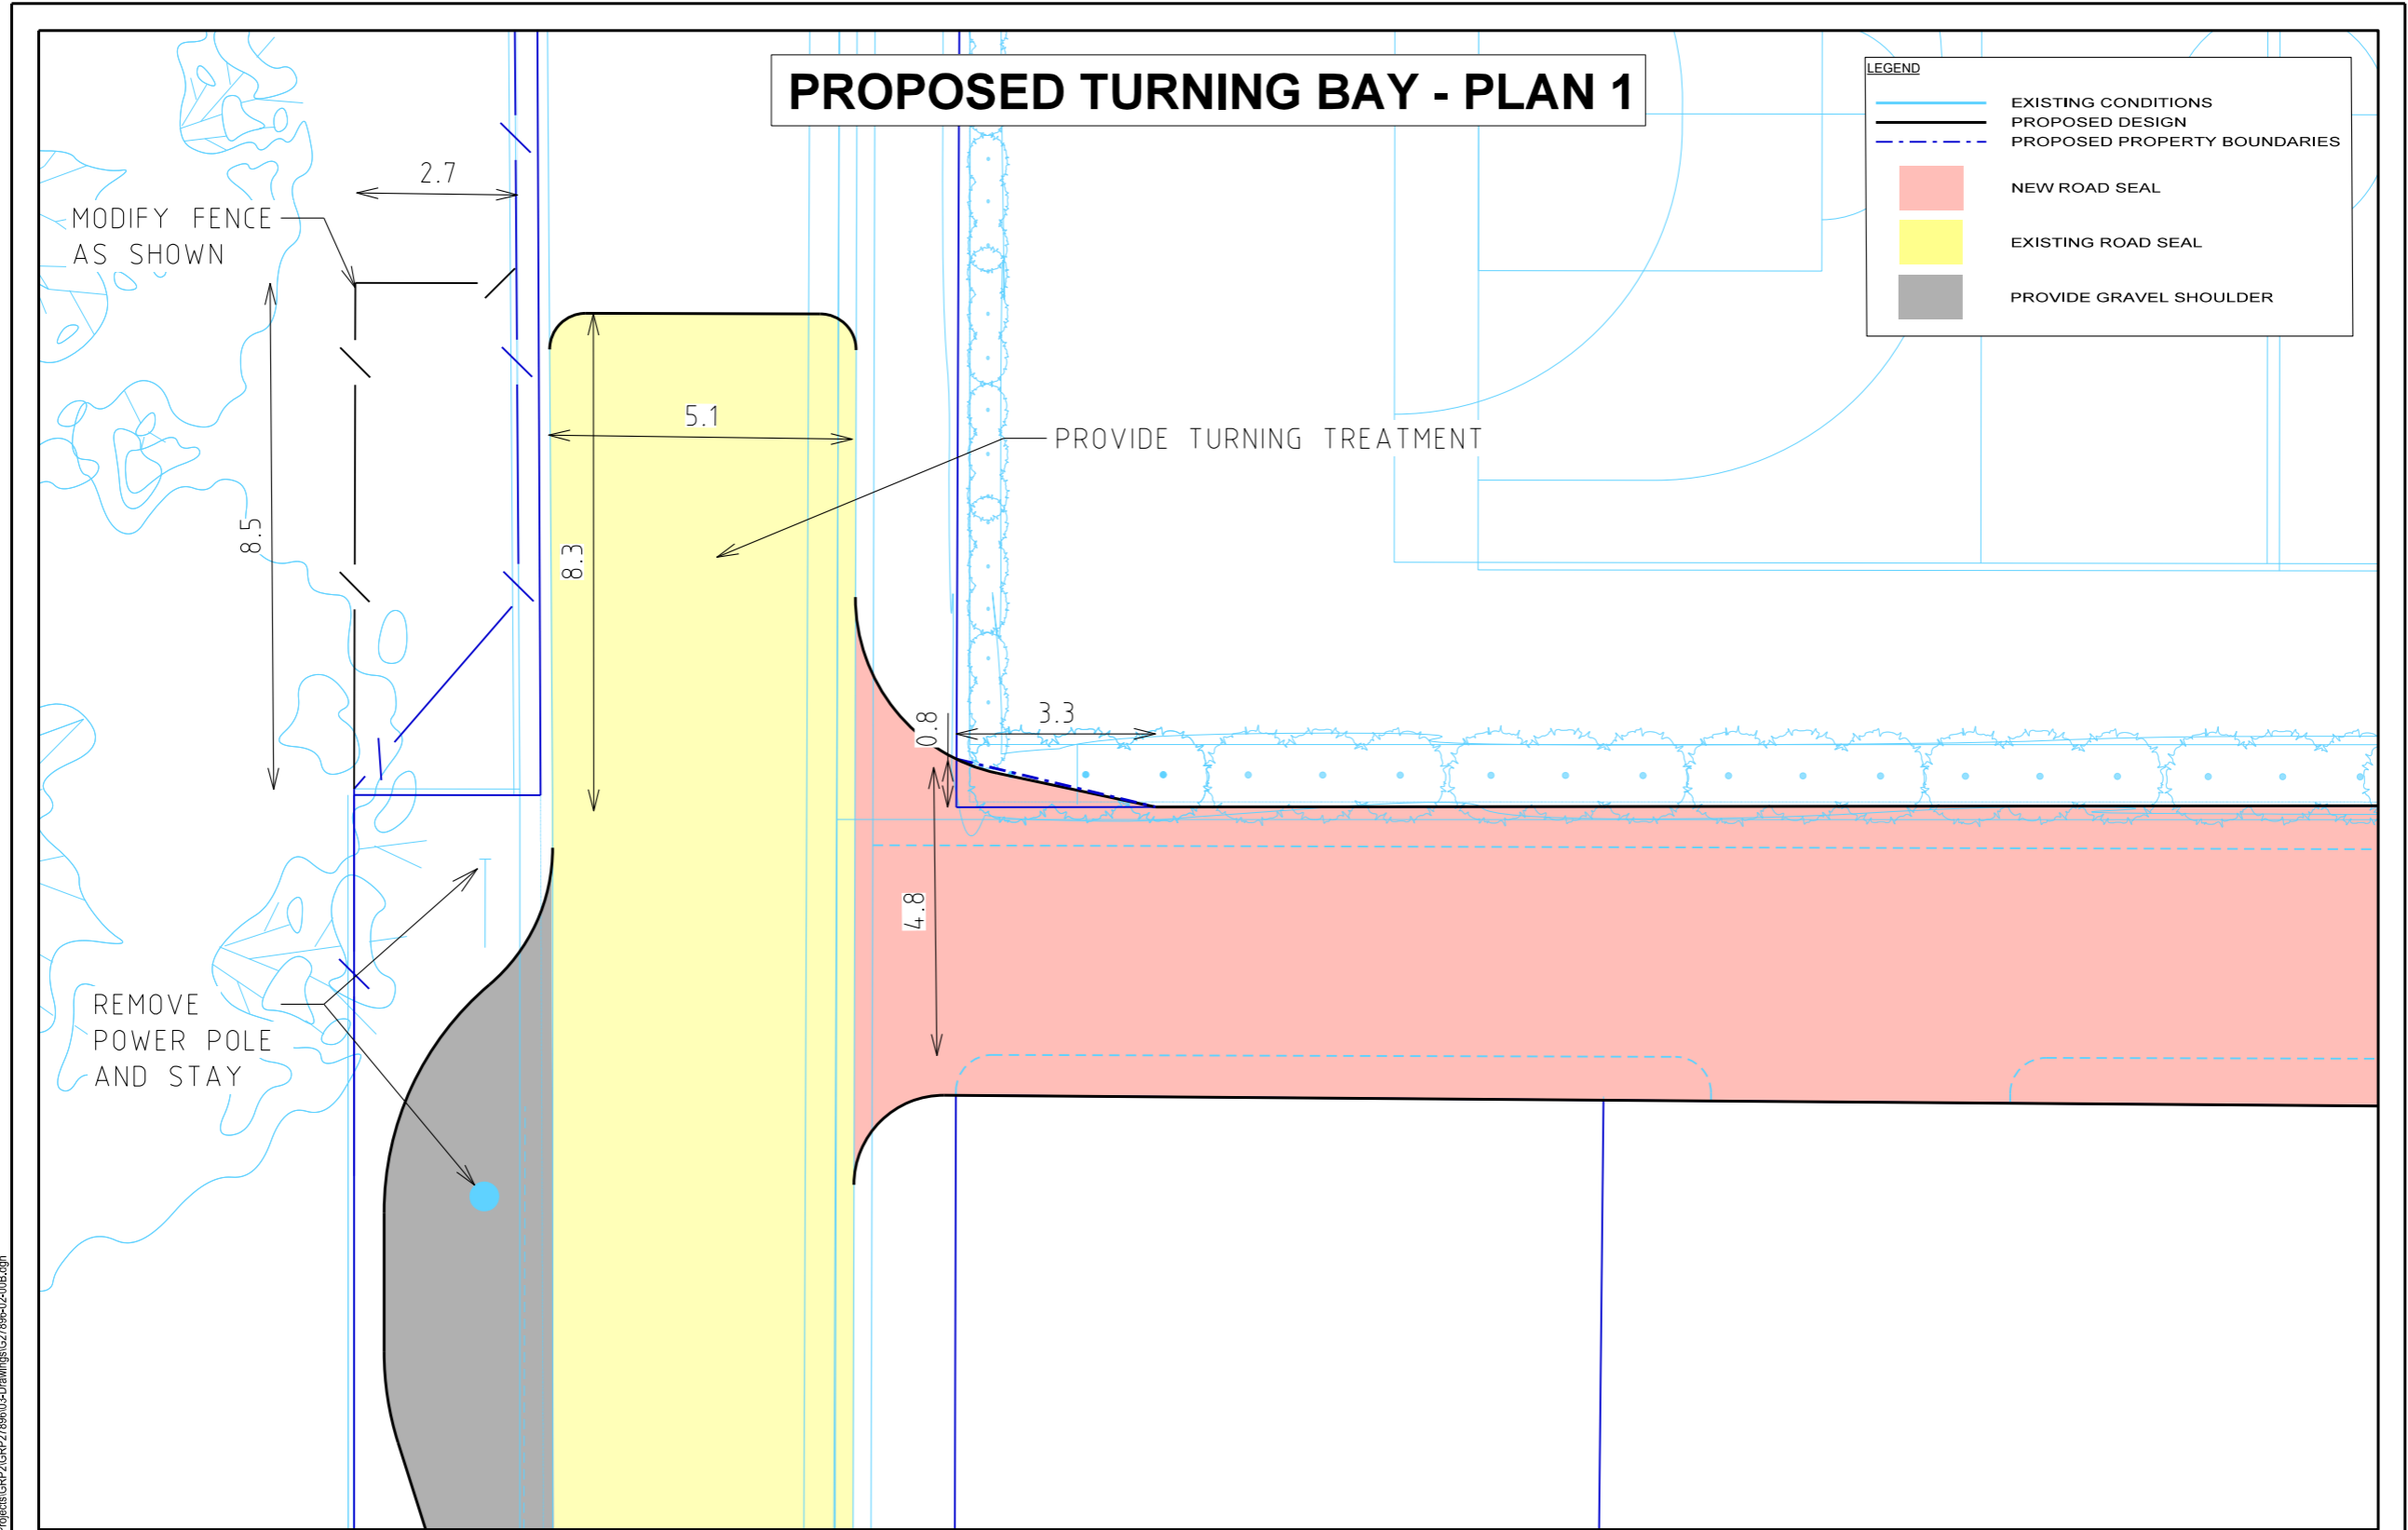 PROPOSED TURNING BAY - PLAN 1
LEGEND
EXISTING CONDITIONS
PROPOSED DESIGN
PROPOSED PROPERTY BOUNDARIES
NEW ROAD SEAL
EXISTING ROAD SEAL
PROVIDE GRAVEL SHOULDER
2.7
MODIFY FENCE
AS SHOWN
5.1
PROVIDE TURNING TREATMENT
8.5
8.3
0.8
3.3
4.8
REMOVE
POWER POLE
AND STAY